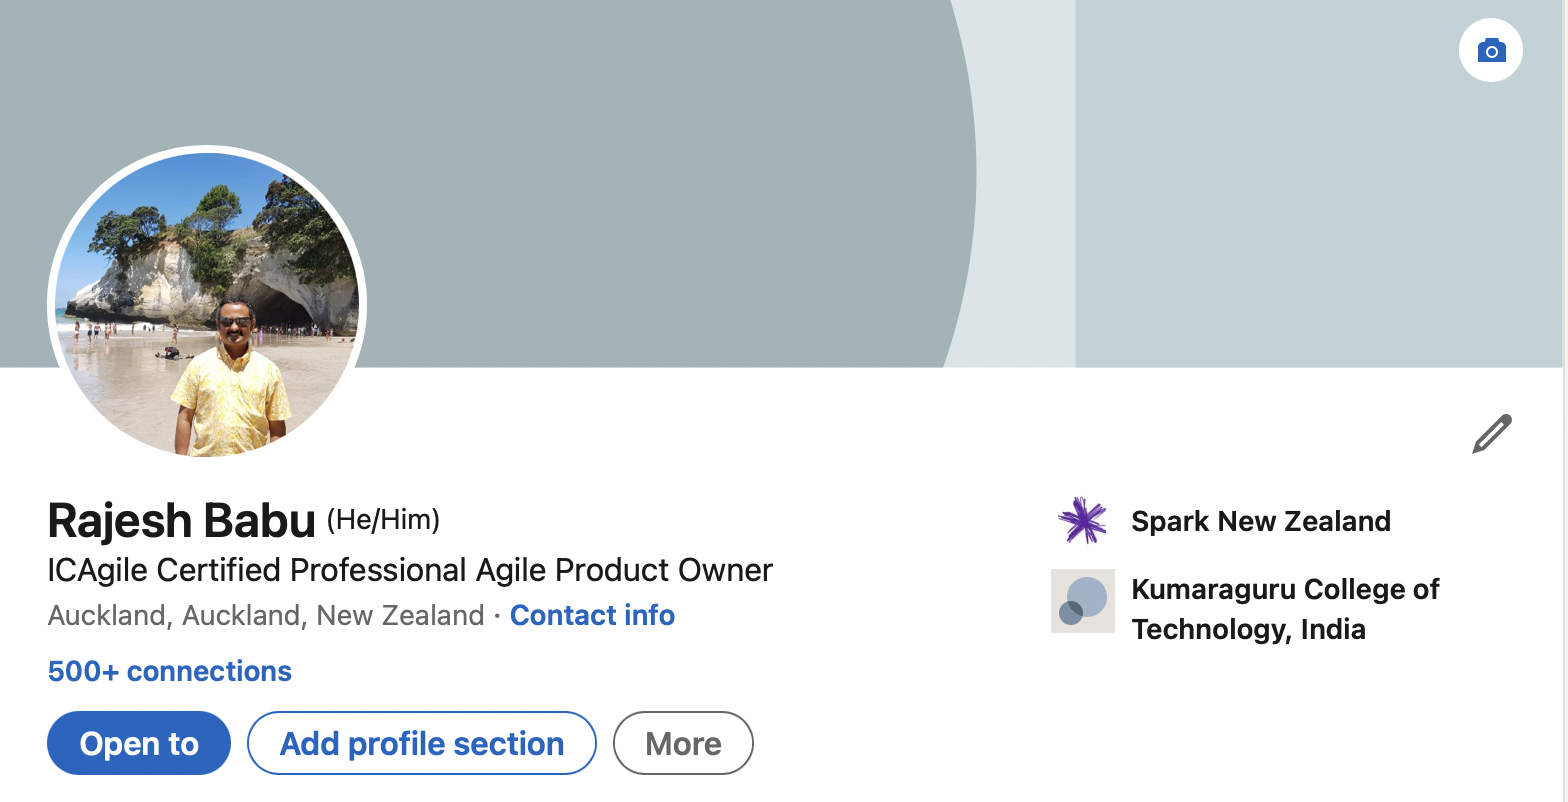 Rajesh Babu (He/Him)
ICAgile Certified Professional Agile Product Owner
Auckland, Auckland, New Zealand · Contact info
500+ connections
Open to
Add profile section
More
Spark New Zealand
Kumaraguru College of
Technology, India